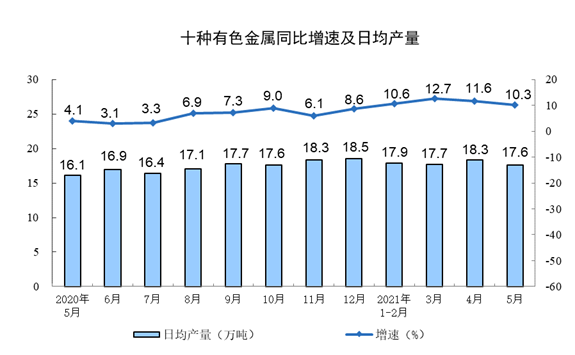 十种有色金属同比增速及日均产量
30
25
20
15
10
5
0
20
10
0
-10
-20
-30
-40
-50
-60
4.1 3.1 3.3 6.9 7.3 9.0 6.1 8.6 10.6 12.7 11.6 10.3
16.1 16.9 16.4 17.1 17.7 17.6 18.3 18.5 17.9 17.7 18.3 17.6
2020年 6月 7月 8月 9月 10月 11月 12月 2021年 3月 4月 5月
5月 1-2月
日均产量（万吨） 增速（%）